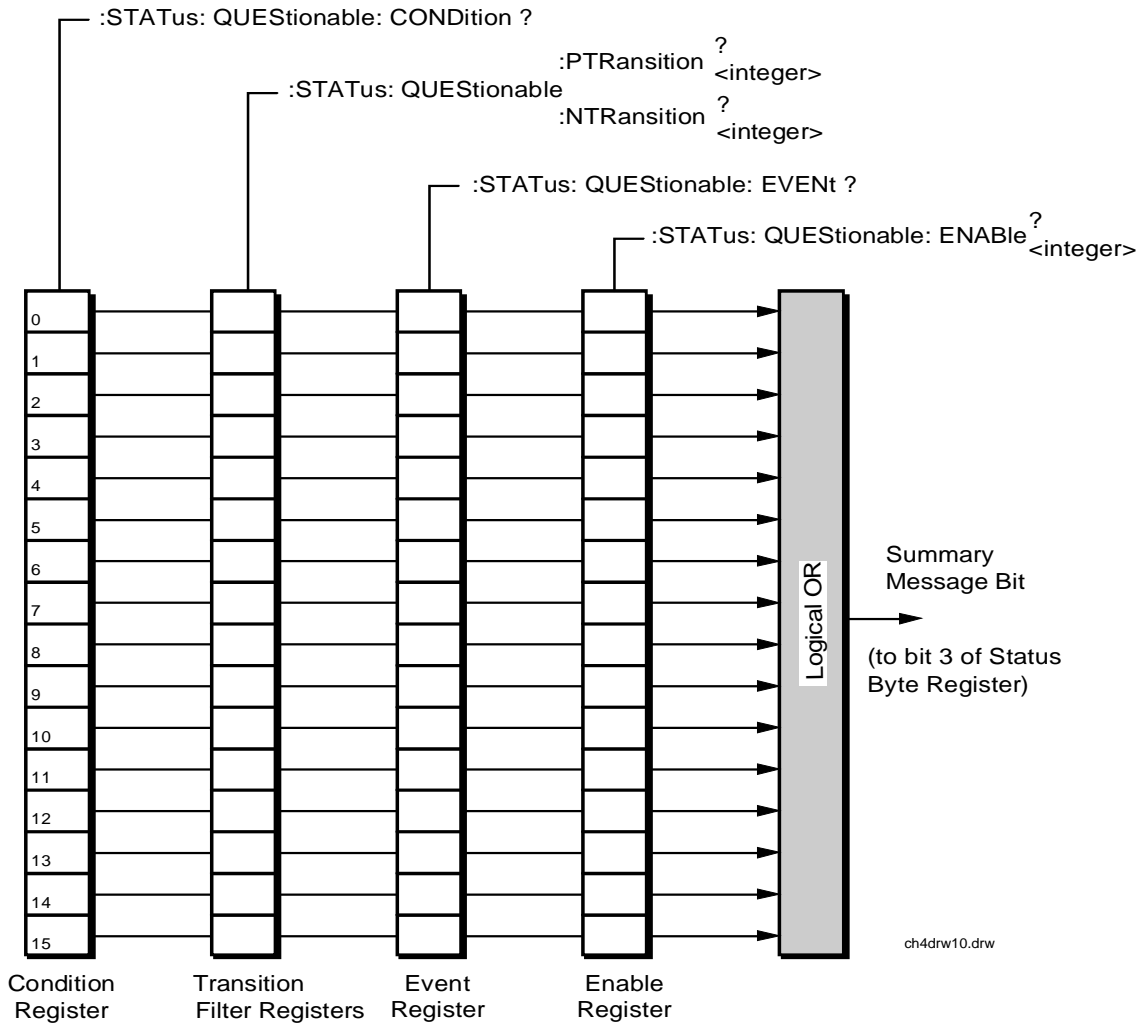 :STATus: QUEStionable: CONDition ?
:STATus: QUEStionable
:PTRansition ?
<integer>
:NTRansition ?
<integer>
:STATus: QUEStionable: EVENt ?
:STATus: QUEStionable: ENABle ?
<integer>
0
1
2
3
4
5
6
7
8
9
10
11
12
13
14
15
Logical OR
Summary
Message Bit
(to bit 3 of Status
Byte Register)
ch4drw10.drw
Condition
Register
Transition
Filter Registers
Event
Register
Enable
Register